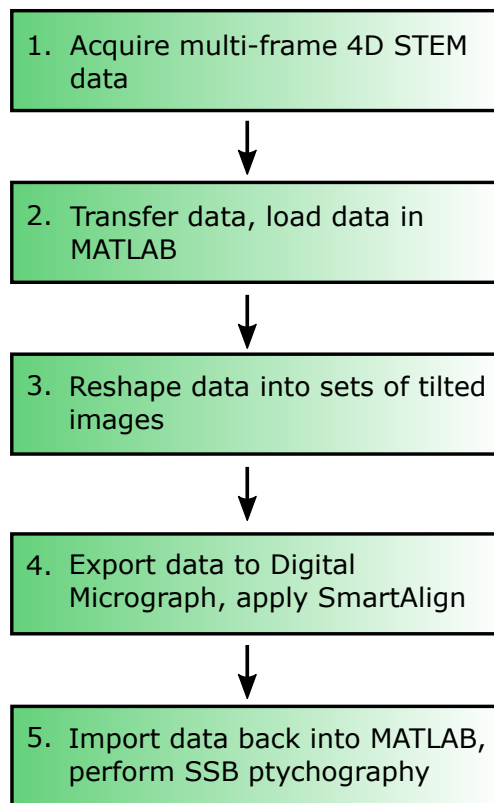 1. Acquire multi-frame 4D STEM
data
2. Transfer data, load data in
MATLAB
3. Reshape data into sets of tilted
images
4. Export data to Digital
Micrograph, apply SmartAlign
5. Import data back into MATLAB,
perform SSB ptychography